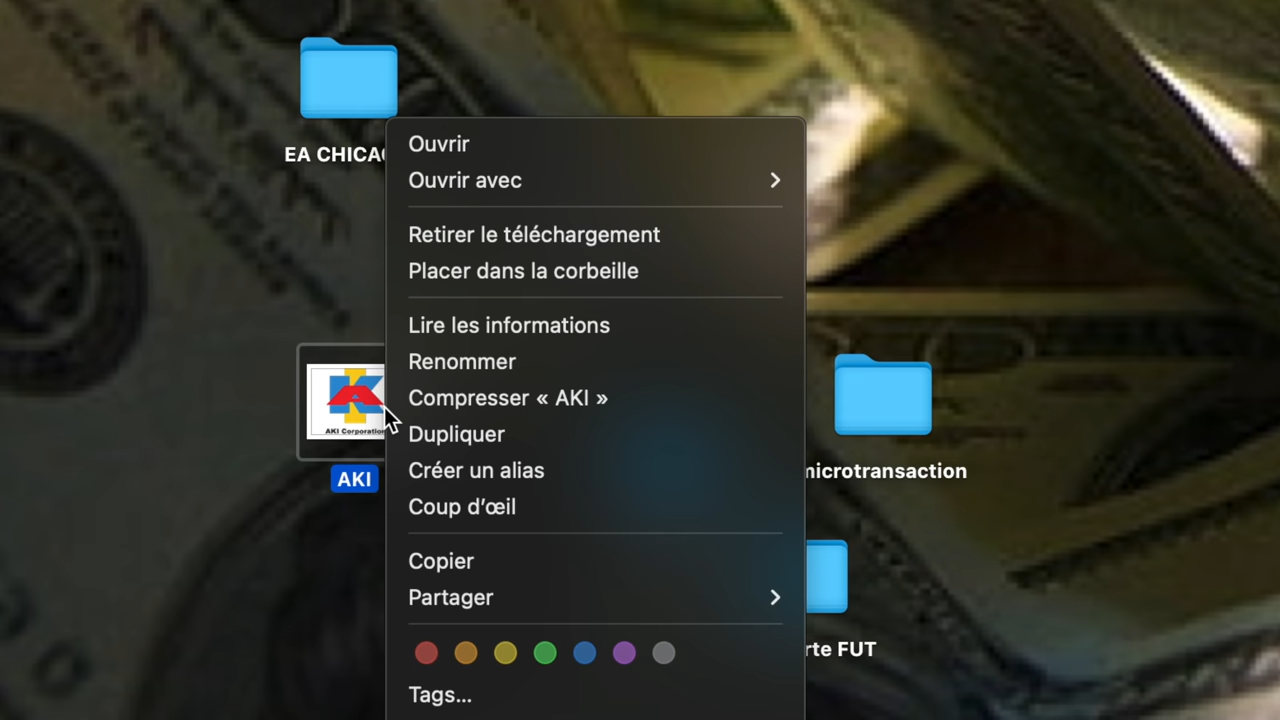 EA CHICA
Ouvrir
Ouvrir avec
Retirer le téléchargement
Placer dans la corbeille
Lire les informations
Renommer
Compresser « AKI »
Dupliquer
Créer un alias
Coup d’œil
Copier
Partager
Tags...
AKI Corporation
AKI
microtransaction
rte FUT